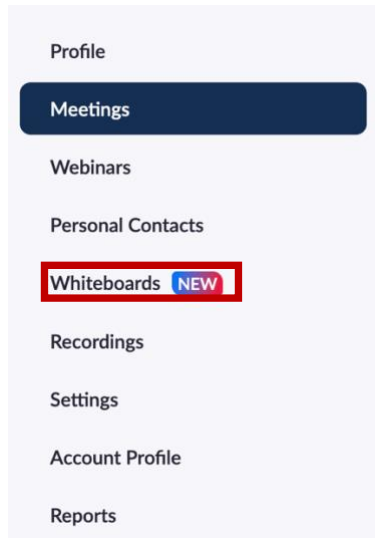 Profile
Meetings
Webinars
Personal Contacts
Whiteboards NEW
Recordings
Settings
Account Profile
Reports